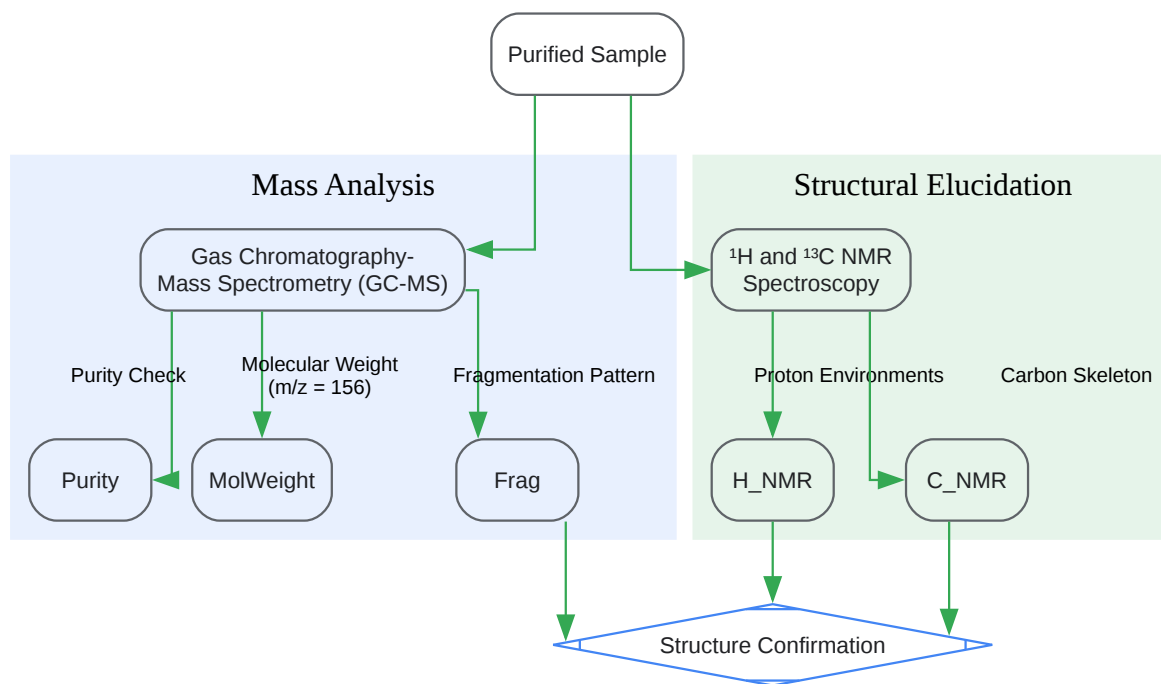 Purified Sample
Mass Analysis
Structural Elucidation
Gas Chromatography-
Mass Spectrometry (GC-MS)
¹H and ¹³C NMR
Spectroscopy
Purity Check
Molecular Weight
(m/z = 156)
Fragmentation Pattern
Proton Environments
Carbon Skeleton
Purity
MolWeight
Frag
H_NMR
C_NMR
Structure Confirmation